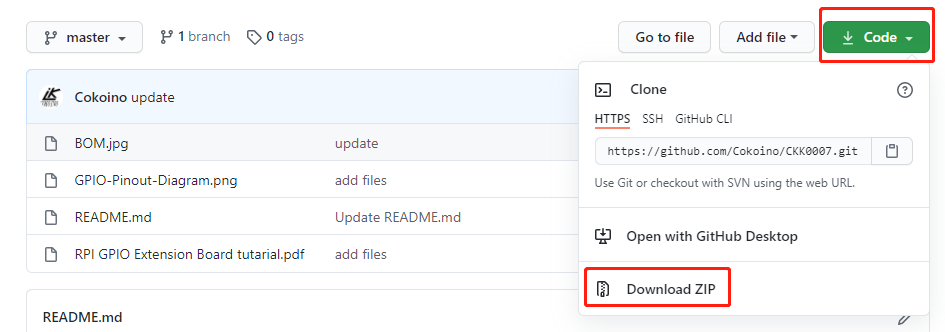 master 1 branch 0 tags Go to file Add file Code
Cokoino update
BOM.jpg update
GPIO-Pinout-Diagram.png add files
README.md Update README.md
RPI GPIO Extension Board tutarial.pdf add files
README.md
Clone
HTTPS SSH GitHub CLI
https://github.com/Cokoino/CKK0007.git
Use Git or checkout with SVN using the web URL.
Open with GitHub Desktop
Download ZIP